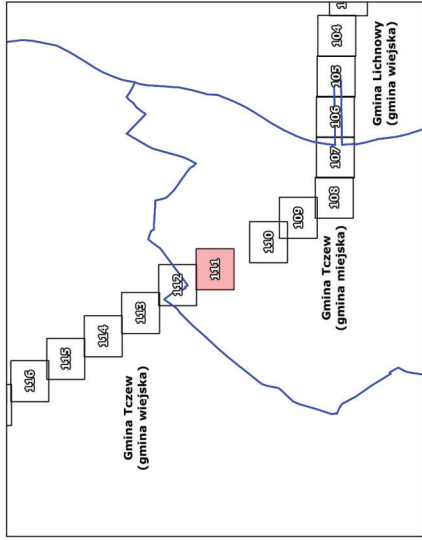 116
115
114
113
112
111
Gmina Tczew
(gmina wiejska)
110
109
108
107
106
105
104
Gmina Tczew
(gmina miejska)
Gmina Lichnowy
(gmina wiejska)